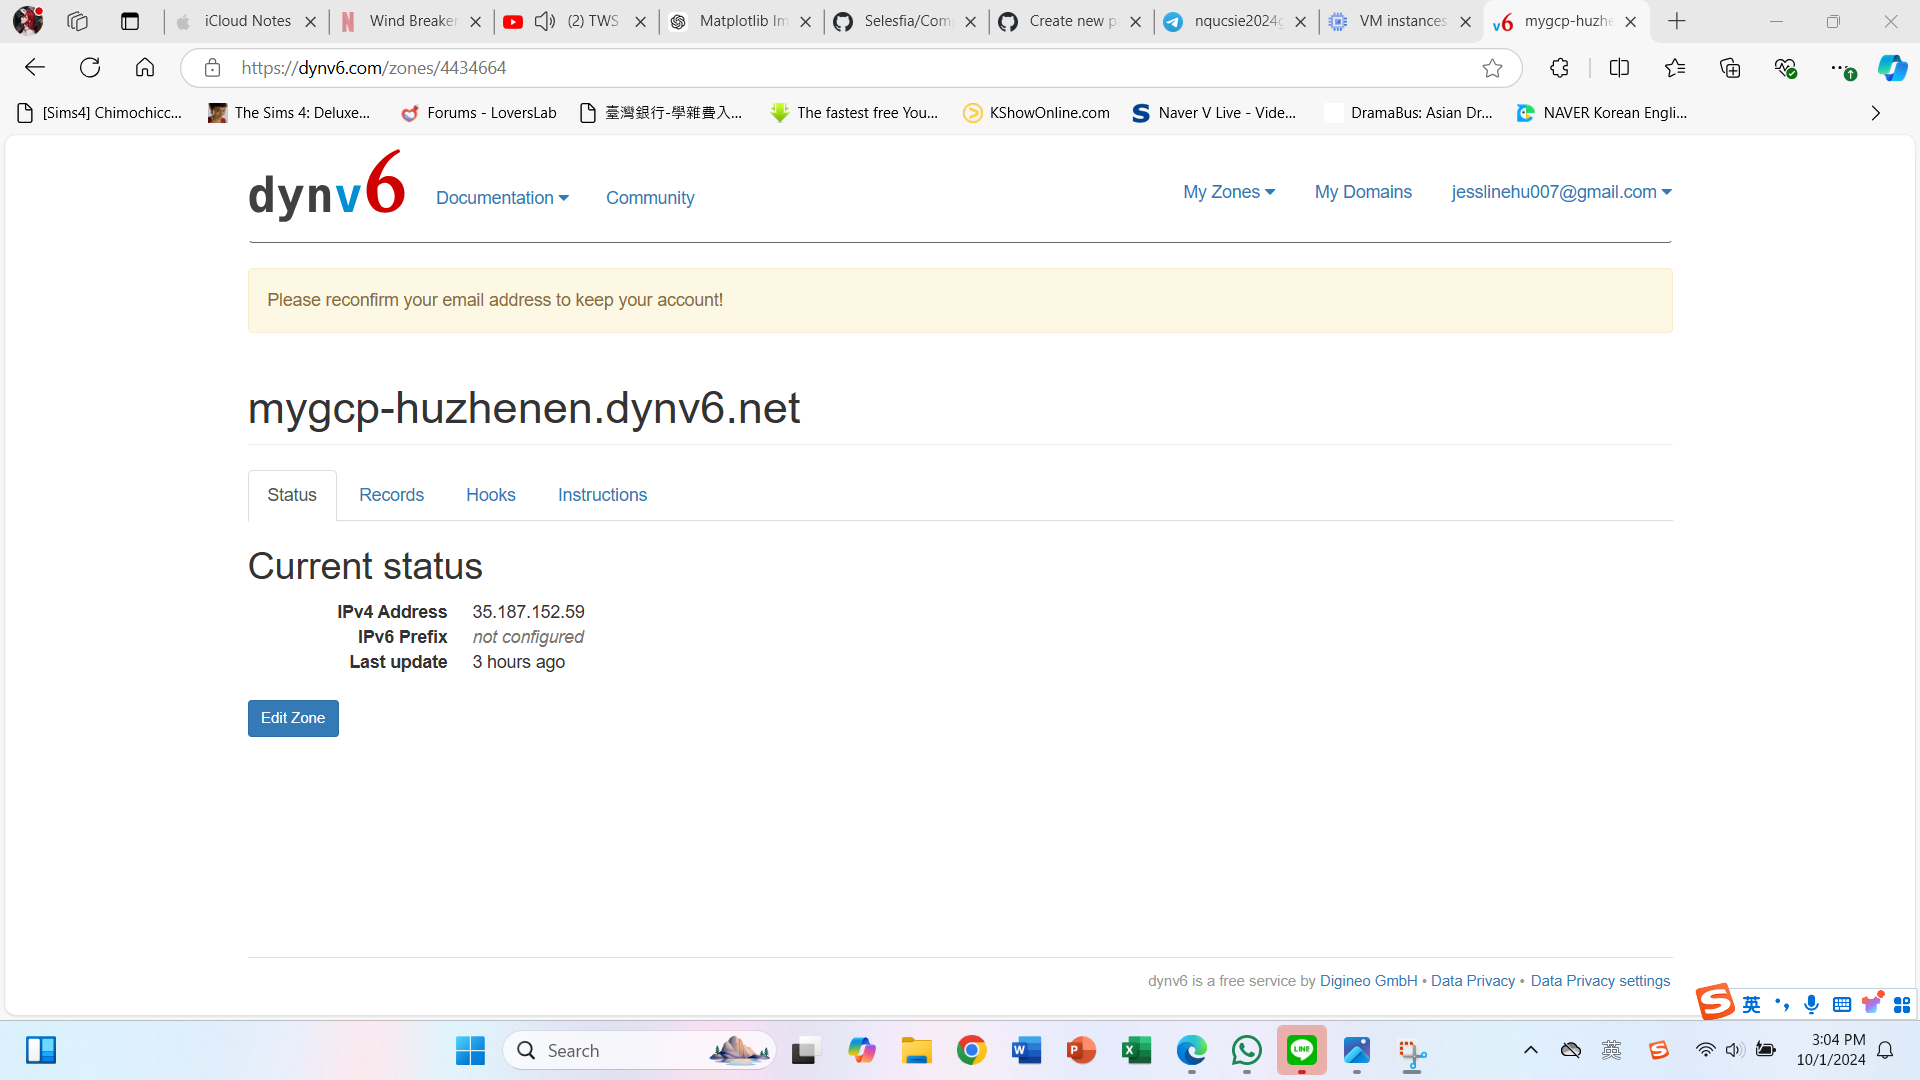 iCloud Notes
Wind Breaker
(2) TWS
Matplotlib Im
Selesfia/Com
Create new p
nqucsie2024g
VM instances
v6 mygcp-huzhe
https://dynv6.com/zones/4434664
[Sims4] Chimochicc...
The Sims 4: Deluxe...
Forums - LoversLab
臺灣銀行-學雜費入...
The fastest free You...
KShowOnline.com
Naver V Live - Vide...
DramaBus: Asian Dr...
NAVER Korean Engli...
dynv6
Documentation
Community
My Zones
My Domains
jesslinehu007@gmail.com
Please reconfirm your email address to keep your account!
mygcp-huzhenen.dynv6.net
Status
Records
Hooks
Instructions
Current status
IPv4 Address 35.187.152.59
IPv6 Prefix not configured
Last update 3 hours ago
Edit Zone
dynv6 is a free service by Digineo GmbH • Data Privacy • Data Privacy settings
英
Search
LINE
英
3:04 PM
10/1/2024